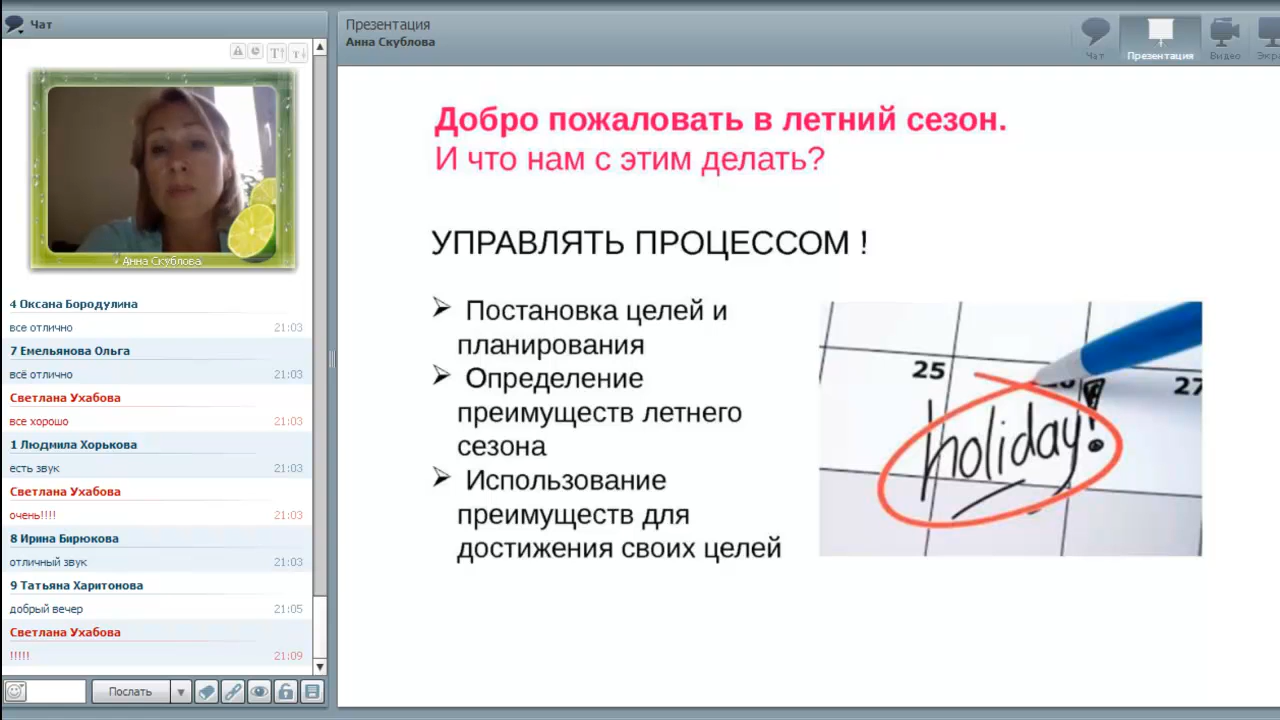 Чат
Анна Скублова
4 Оксана Бородулина
все отлично
21:03
7 Емельянова Ольга
всё отлично
21:03
Светлана Ухабова
все хорошо
21:03
1 Людмила Хорькова
есть звук
21:03
Светлана Ухабова
очень!!!!
21:03
8 Ирина Бирюкова
отличный звук
21:03
9 Татьяна Харитонова
добрый вечер
21:05
Светлана Ухабова
!!!!!
21:09
Послать
Презентация
Анна Скублова
Чат
Презентация
Видео
Добро пожаловать в летний сезон.
И что нам с этим делать?
УПРАВЛЯТЬ ПРОЦЕССОМ !
Постановка целей и
планирования
Определение
преимуществ летнего
сезона
Использование
преимуществ для
достижения своих целей
25
27
holiday!